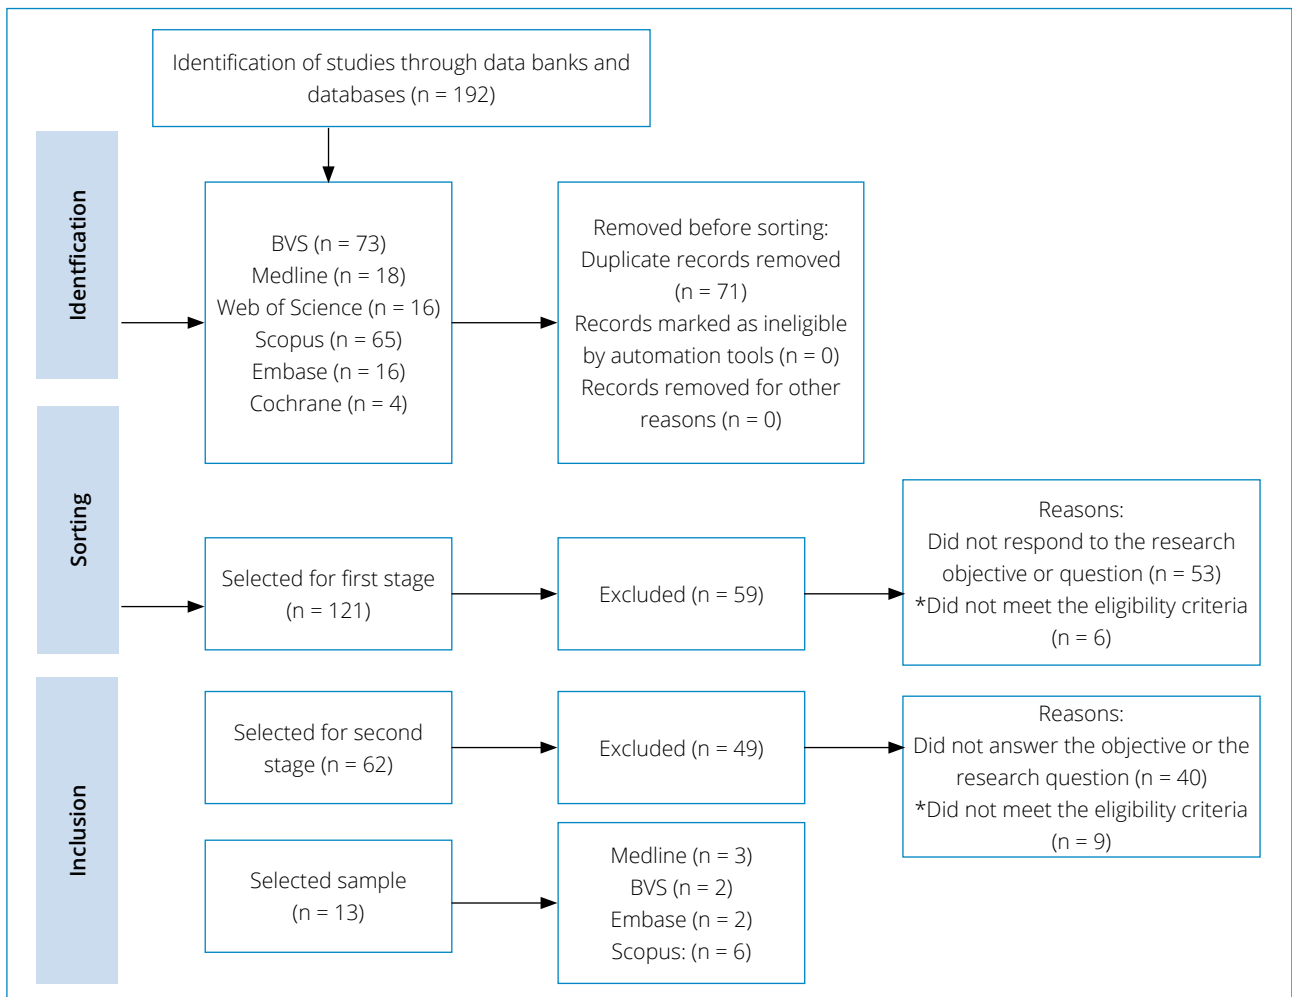 Identification of studies through data banks and
databases (n = 192)
Identfication
BVS (n = 73)
Medline (n = 18)
Web of Science (n = 16)
Scopus (n = 65)
Embase (n = 16)
Cochrane (n = 4)
Removed before sorting:
Duplicate records removed
(n = 71)
Records marked as ineligible
by automation tools (n = 0)
Records removed for other
reasons (n = 0)
Sorting
Selected for first stage
(n = 121)
Excluded (n = 59)
Reasons:
Did not respond to the research
objective or question (n = 53)
*Did not meet the eligibility criteria
(n = 6)
Inclusion
Selected for second
stage (n = 62)
Excluded (n = 49)
Reasons:
Did not answer the objective or the
research question (n = 40)
*Did not meet the eligibility criteria
(n = 9)
Selected sample
(n = 13)
Medline (n = 3)
BVS (n = 2)
Embase (n = 2)
Scopus: (n = 6)